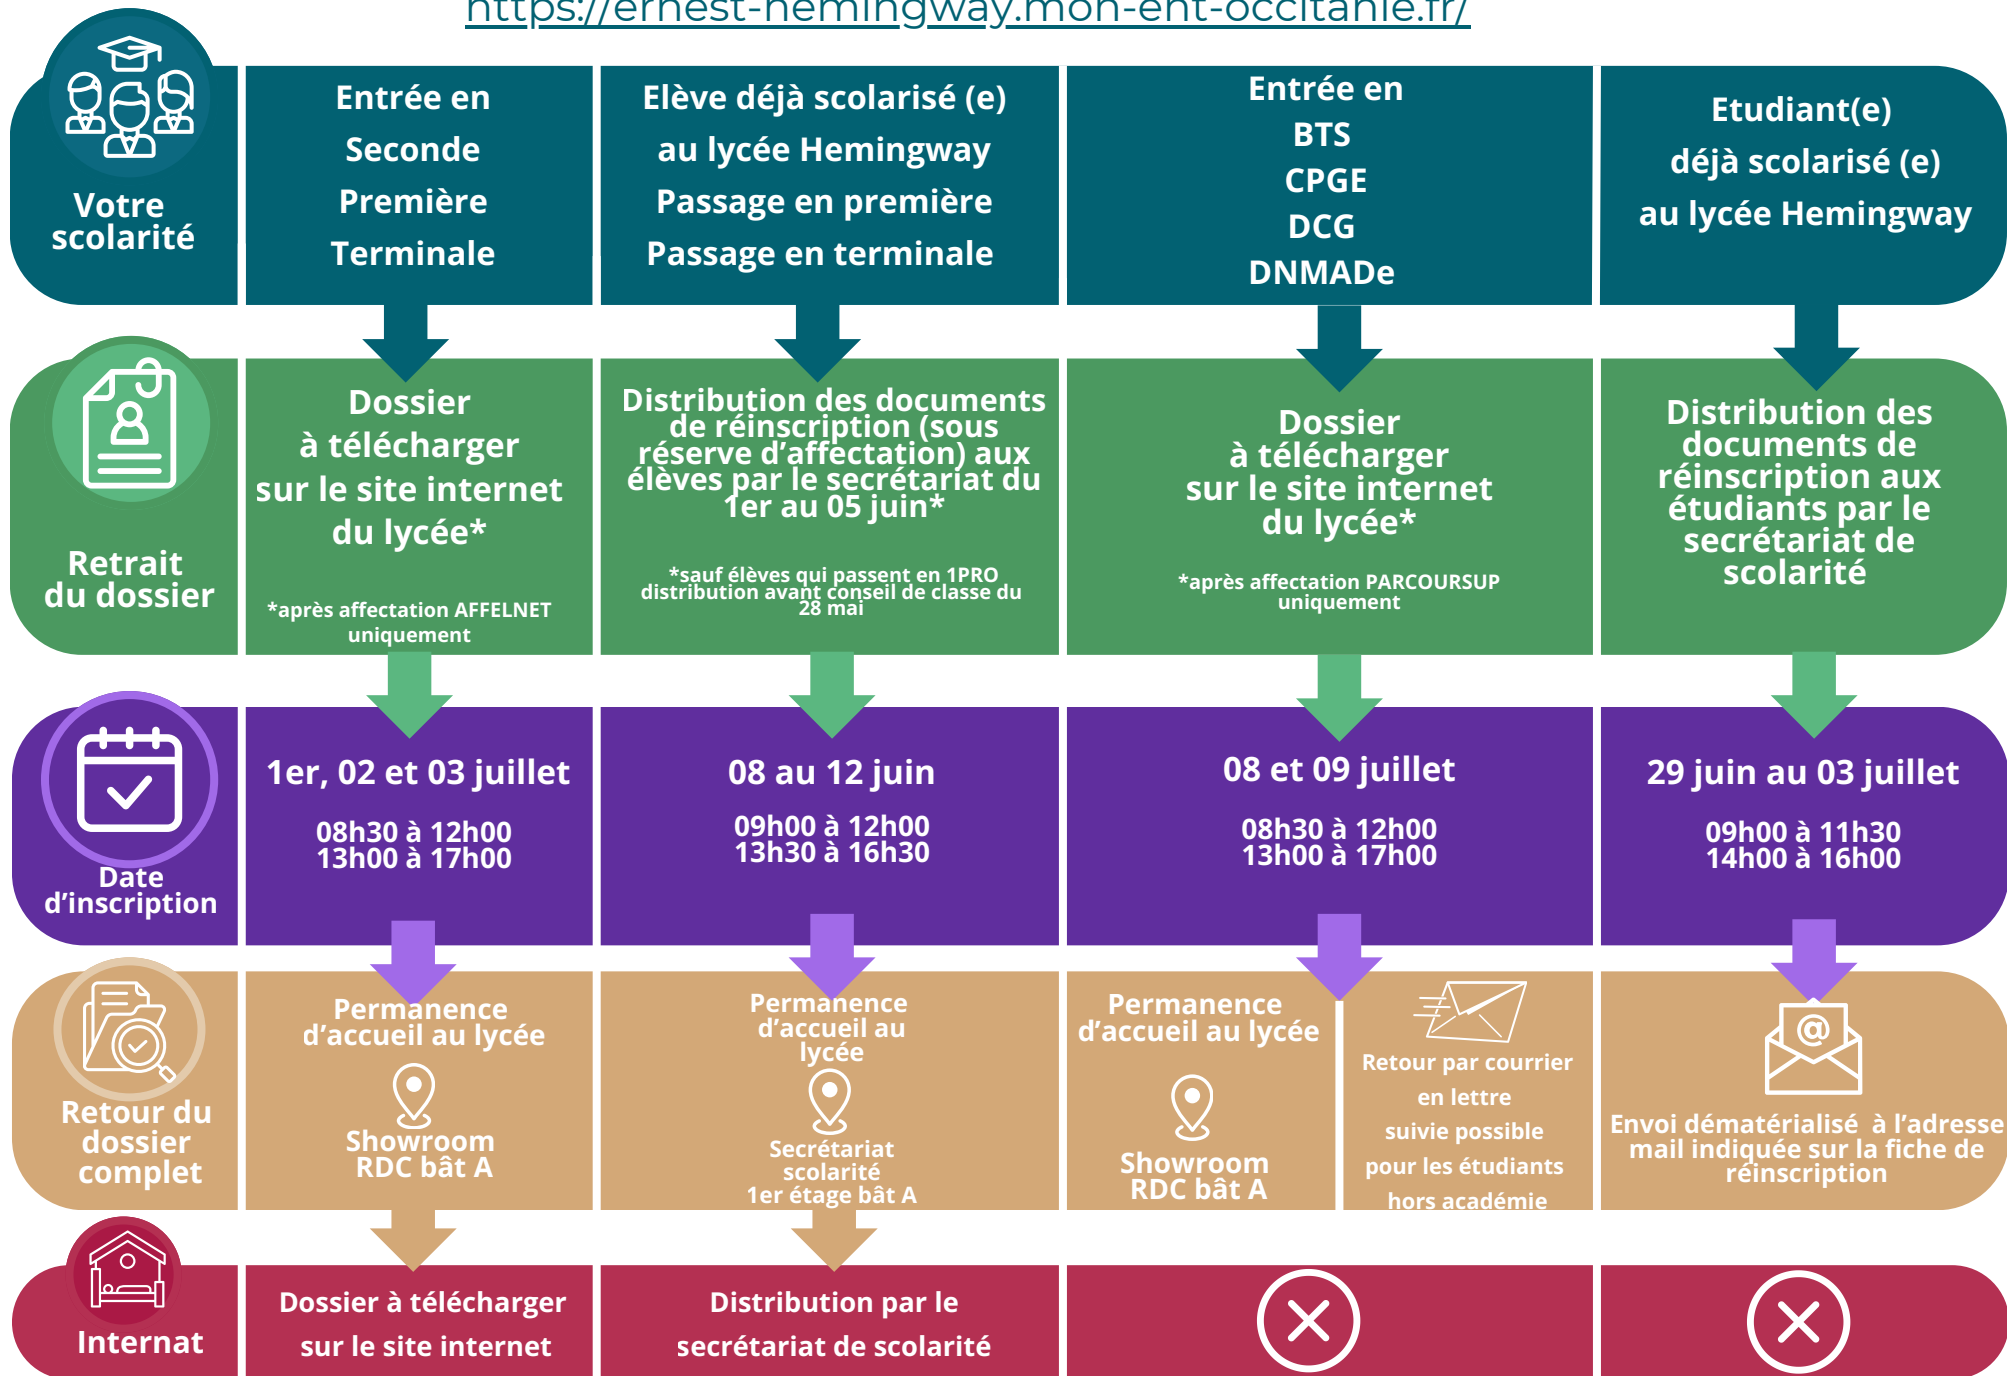 https://ernest-hemingway.mon-ent-occitanie.fr/
Votre
scolarité
Entrée en
Seconde
Première
Terminale
Elève déjà scolarisé (e)
au lycée Hemingway
Passage en première
Passage en terminale
Entrée en
BTS
CPGE
DCG
DNMADe
Etudiant(e)
déjà scolarisé (e)
au lycée Hemingway
Retrait
du dossier
Dossier
à télécharger
sur le site internet
du lycée*
*après affectation AFFELNET
uniquement
Distribution des documents
de réinscription (sous
réserve d’affectation) aux
élèves par le secrétariat du
1er au 05 juin*
*sauf élèves qui passent en 1PRO
distribution avant conseil de classe du
28 mai
Dossier
à télécharger
sur le site internet
du lycée*
*après affectation PARCOURSUP
uniquement
Distribution des
documents de
réinscription aux
étudiants par le
secrétariat de
scolarité
Date
d’inscription
1er, 02 et 03 juillet
08h30 à 12h00
13h00 à 17h00
08 au 12 juin
09h00 à 12h00
13h30 à 16h30
08 et 09 juillet
08h30 à 12h00
13h00 à 17h00
29 juin au 03 juillet
09h00 à 11h30
14h00 à 16h00
Retour du
dossier
complet
Permanence
d’accueil au lycée
Showroom
RDC bât A
Permanence
d’accueil au
lycée
Secrétariat
scolarité
1er étage bât A
Permanence
d’accueil au lycée
Showroom
RDC bât A
Retour par courrier
en lettre
suivie possible
pour les étudiants
hors académie
@
Envoi dématérialisé à l’adresse
mail indiquée sur la fiche de
réinscription
Internat
Dossier à télécharger
sur le site internet
Distribution par le
secrétariat de scolarité